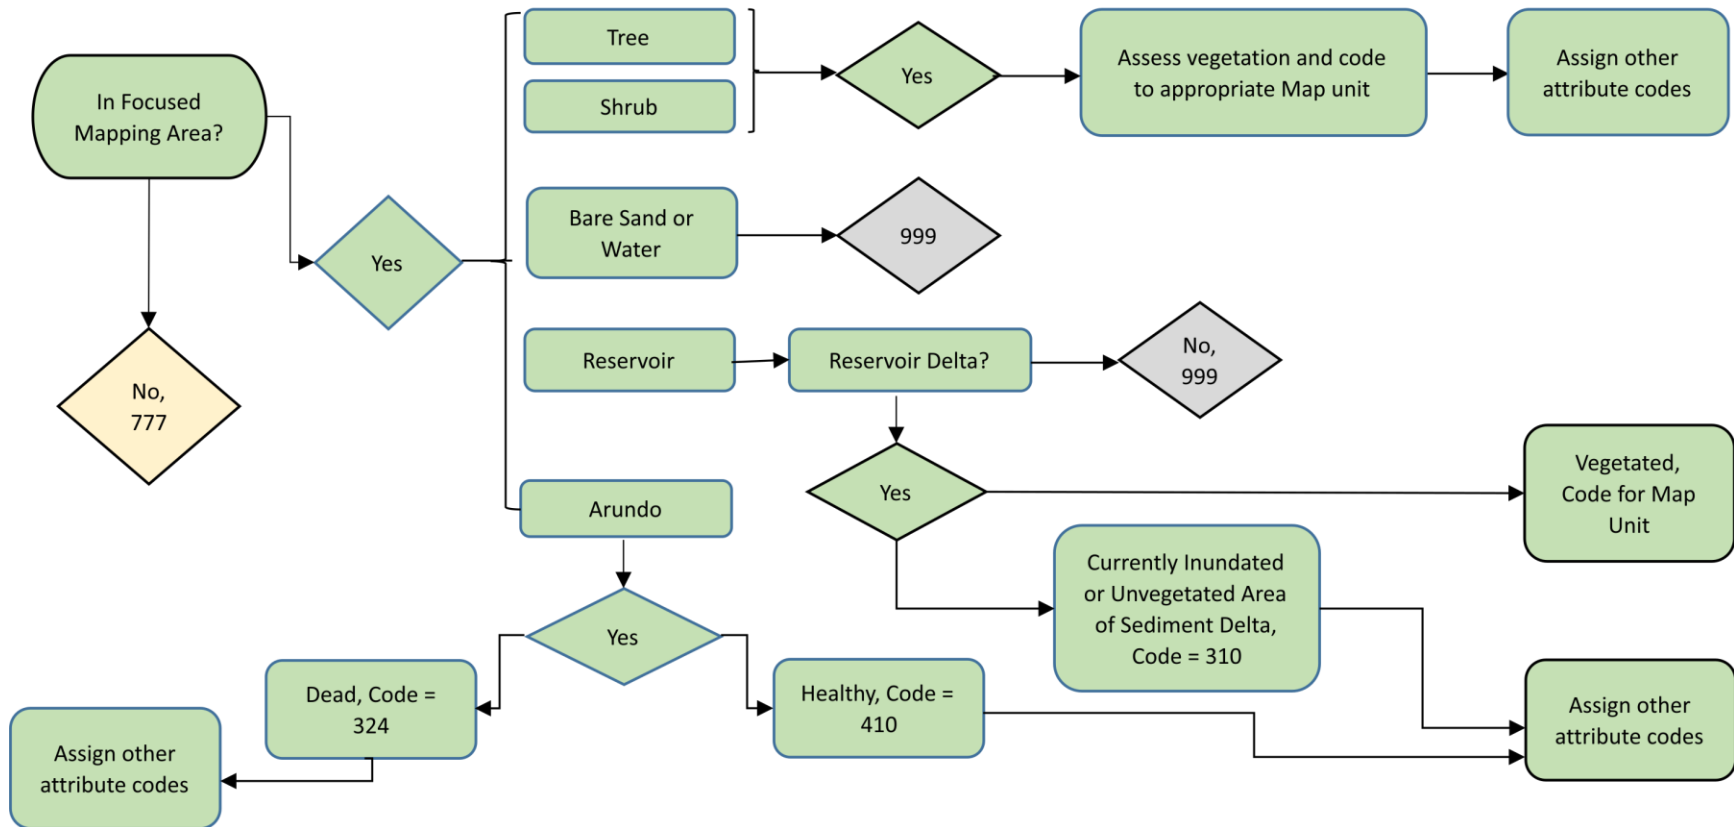 In Focused
Mapping Area?
No,
777
Yes
Tree
Shrub
Yes
Assess vegetation and code
to appropriate Map unit
Assign other
attribute codes
Bare Sand or
Water
999
Reservoir
Reservoir Delta?
No,
999
Yes
Vegetated,
Code for Map
Unit
Currently Inundated
or Unvegetated Area
of Sediment Delta,
Code = 310
Arundo
Yes
Dead, Code =
324
Healthy, Code =
410
Assign other
attribute codes
Assign other
attribute codes